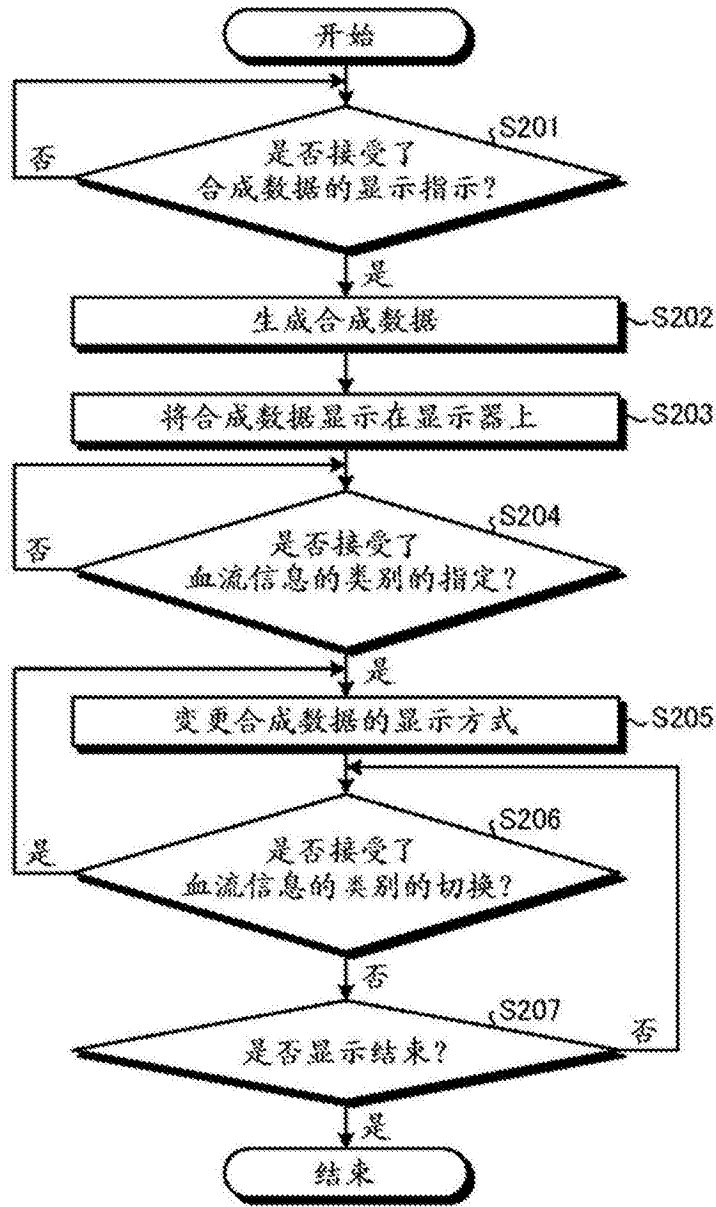 开始
S201
是否接受了
合成数据的显示指示？
否
是
生成合成数据
S202
将合成数据显示在显示器上
S203
S204
是否接受了
血流信息的类别的指定？
否
是
变更合成数据的显示方式
S205
S206
是否接受了
血流信息的类别的切换？
是
否
S207
是否显示结束？
否
是
结束